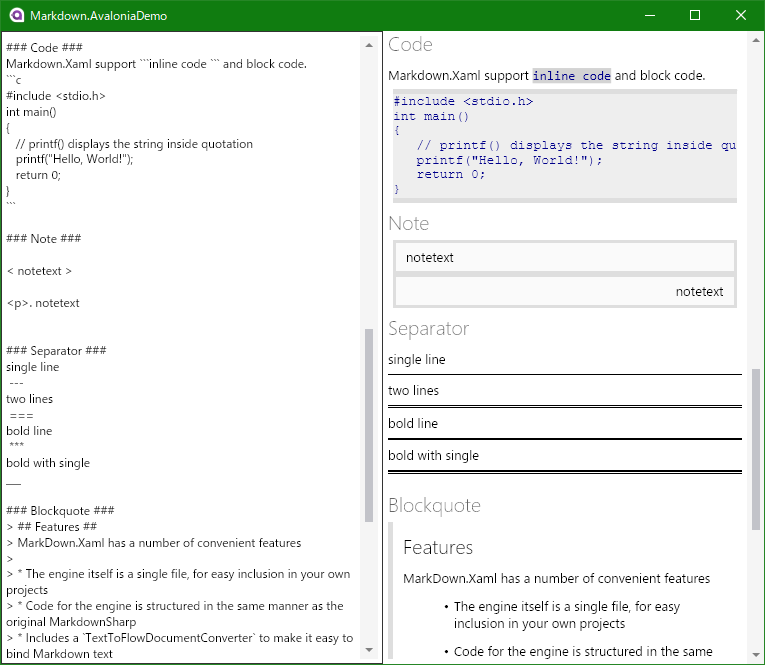 Markdown.AvaloniaDemo
### Code ###
Markdown.Xaml support ```inline code ``` and block code.
```c
#include <stdio.h>
int main()
{
// printf() displays the string inside quotation
printf("Hello, World!");
return 0;
}
```
### Note ###
< notetext >
<p>. notetext
### Separator ###
single line
---
two lines
===
bold line
***
bold with single
___
### Blockquote ###
> ## Features ##
> MarkDown.Xaml has a number of convenient features
>
> * The engine itself is a single file, for easy inclusion in your own
projects
> * Code for the engine is structured in the same manner as the
original MarkdownSharp
> * Includes a `TextToFlowDocumentConverter` to make it easy to
bind Markdown text
Code
Markdown.Xaml support inline code and block code.
#include <stdio.h>
int main()
{
// printf() displays the string inside qu
printf("Hello, World!");
return 0;
}
Note
notetext
notetext
Separator
single line
two lines
bold line
bold with single
Blockquote
Features
MarkDown.Xaml has a number of convenient features
• The engine itself is a single file, for easy
inclusion in your own projects
• Code for the engine is structured in the same